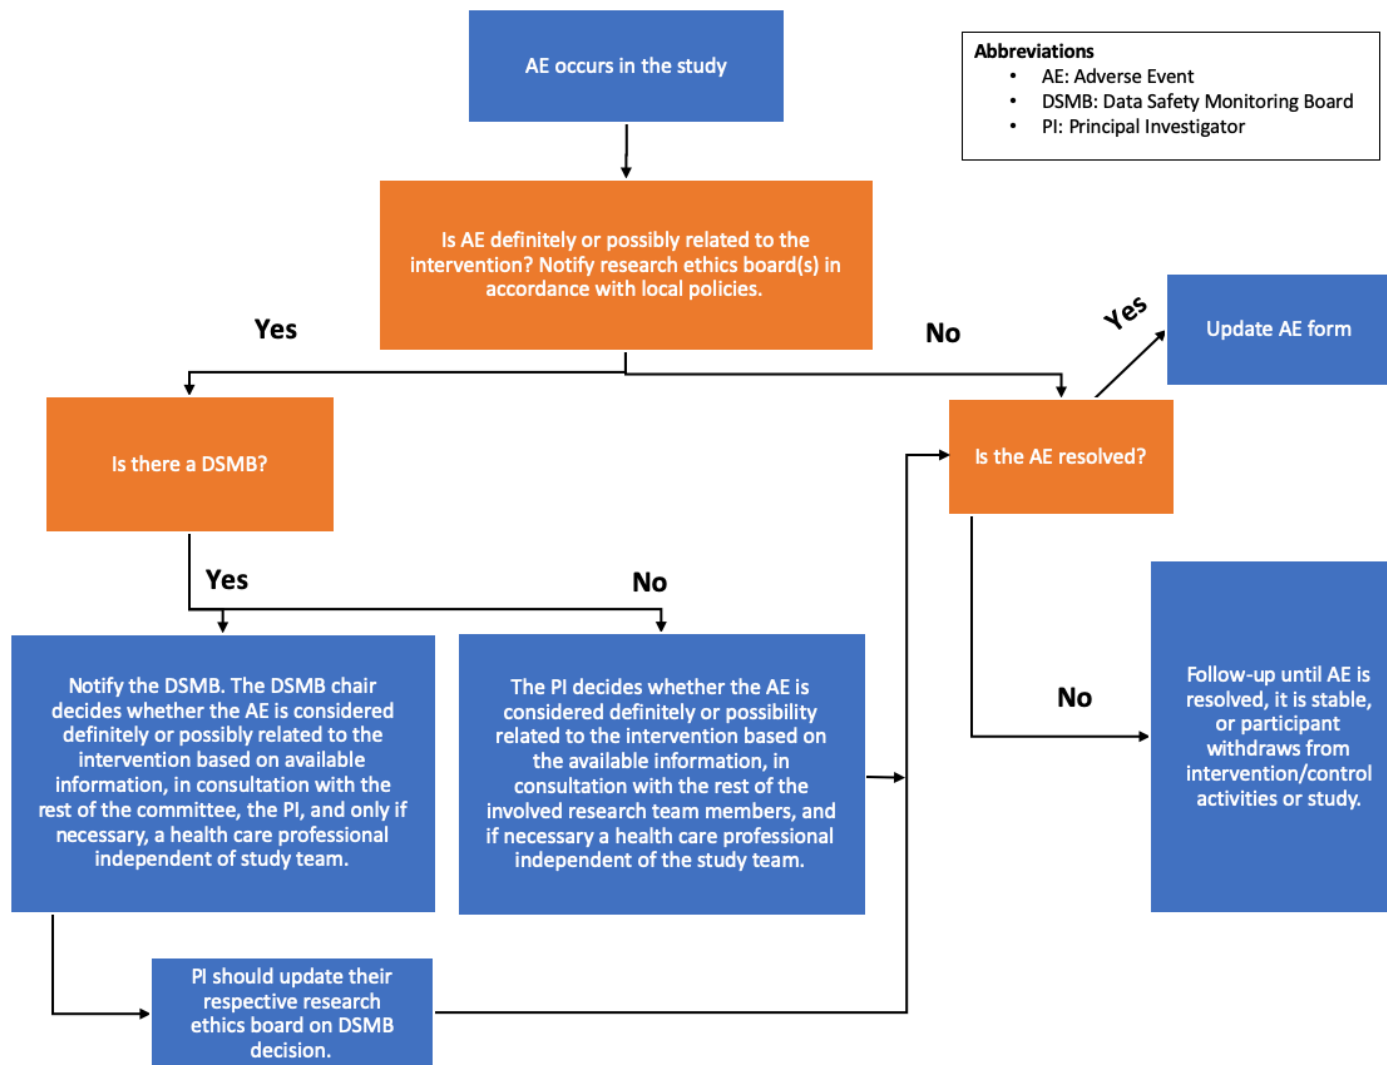 AE occurs in the study
Abbreviations
• AE: Adverse Event
• DSMB: Data Safety Monitoring Board
• PI: Principal Investigator
Is AE definitely or possibly related to the
intervention? Notify research ethics board(s) in
accordance with local policies.
Yes
No
Yes
Update AE form
Is there a DSMB?
Is the AE resolved?
Yes
No
Notify the DSMB. The DSMB chair
decides whether the AE is considered
definitely or possibly related to the
intervention based on available
information, in consultation with the
rest of the committee, the PI, and only if
necessary, a health care professional
independent of study team.
The PI decides whether the AE is
considered definitely or possibility
related to the intervention based on
the available information, in
consultation with the rest of the
involved research team members, and
if necessary a health care professional
independent of the study team.
No
Follow-up until AE is
resolved, it is stable,
or participant
withdraws from
intervention/control
activities or study.
PI should update their
respective research
ethics board on DSMB
decision.